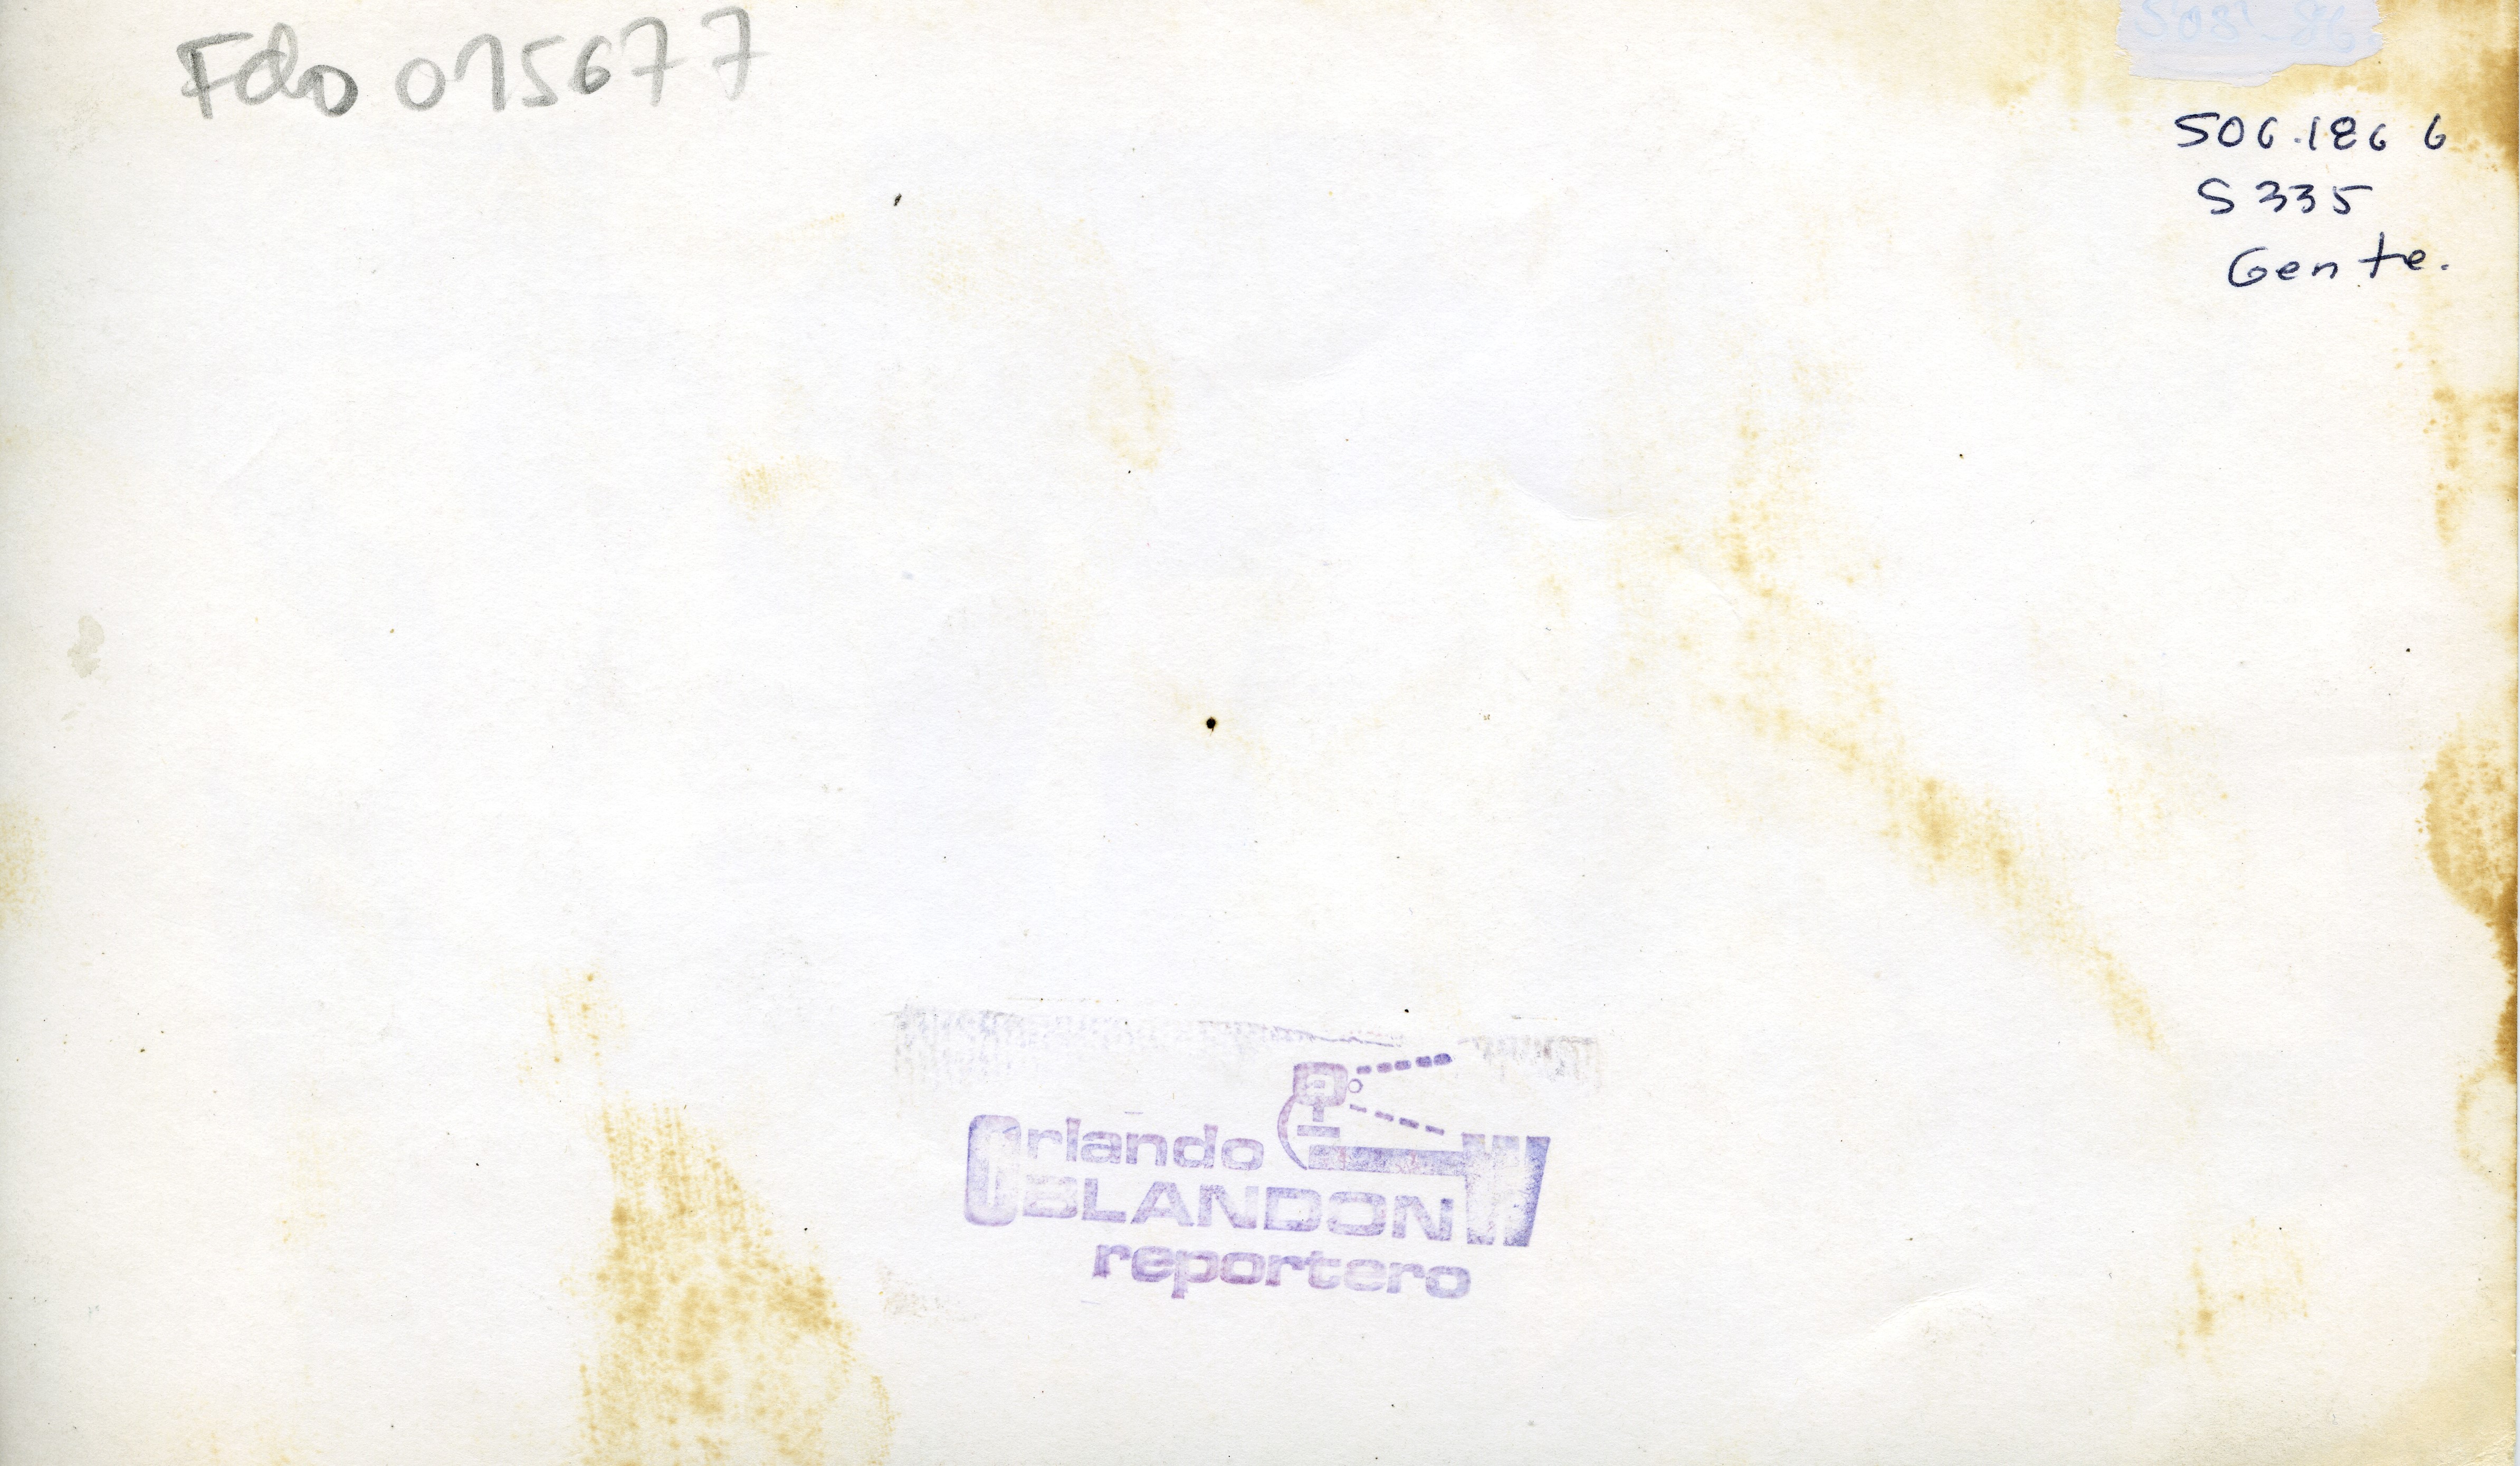 Fdo 015677
506.186 6
S 335
Gente.
Orlando
BLANDON
reportero